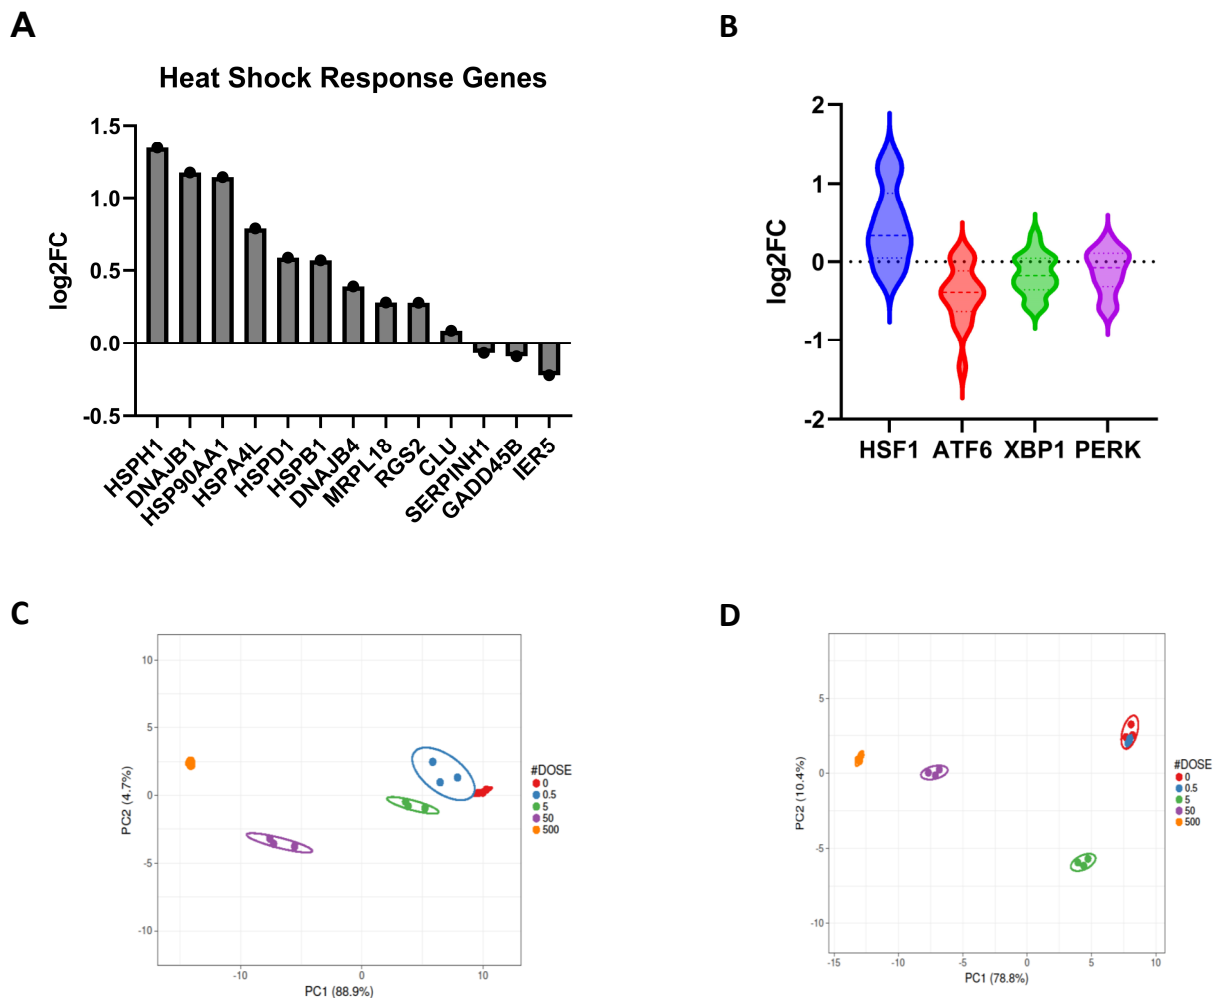 A
Heat Shock Response Genes
log2FC
1.5
1.0
0.5
0.0
-0.5
HSPH1
DNAJB1
HSP90AA1
HSPA4L
HSPD1
HSPB1
DNAJB4
MRPL18
RGS2
CLU
SERPINH1
GADD45B
IER5
B
log2FC
2
1
0
-1
-2
HSF1 ATF6 XBP1 PERK
C
PC2 (4.7%)
10
5
0
-5
-10
-10 0 10
PC1 (88.9%)
#DOSE
0
0.5
5
50
500
D
PC2 (10.4%)
5
0
-5
-10
-15 -10 -5 0 5 10
PC1 (78.8%)
#DOSE
0
0.5
5
50
500